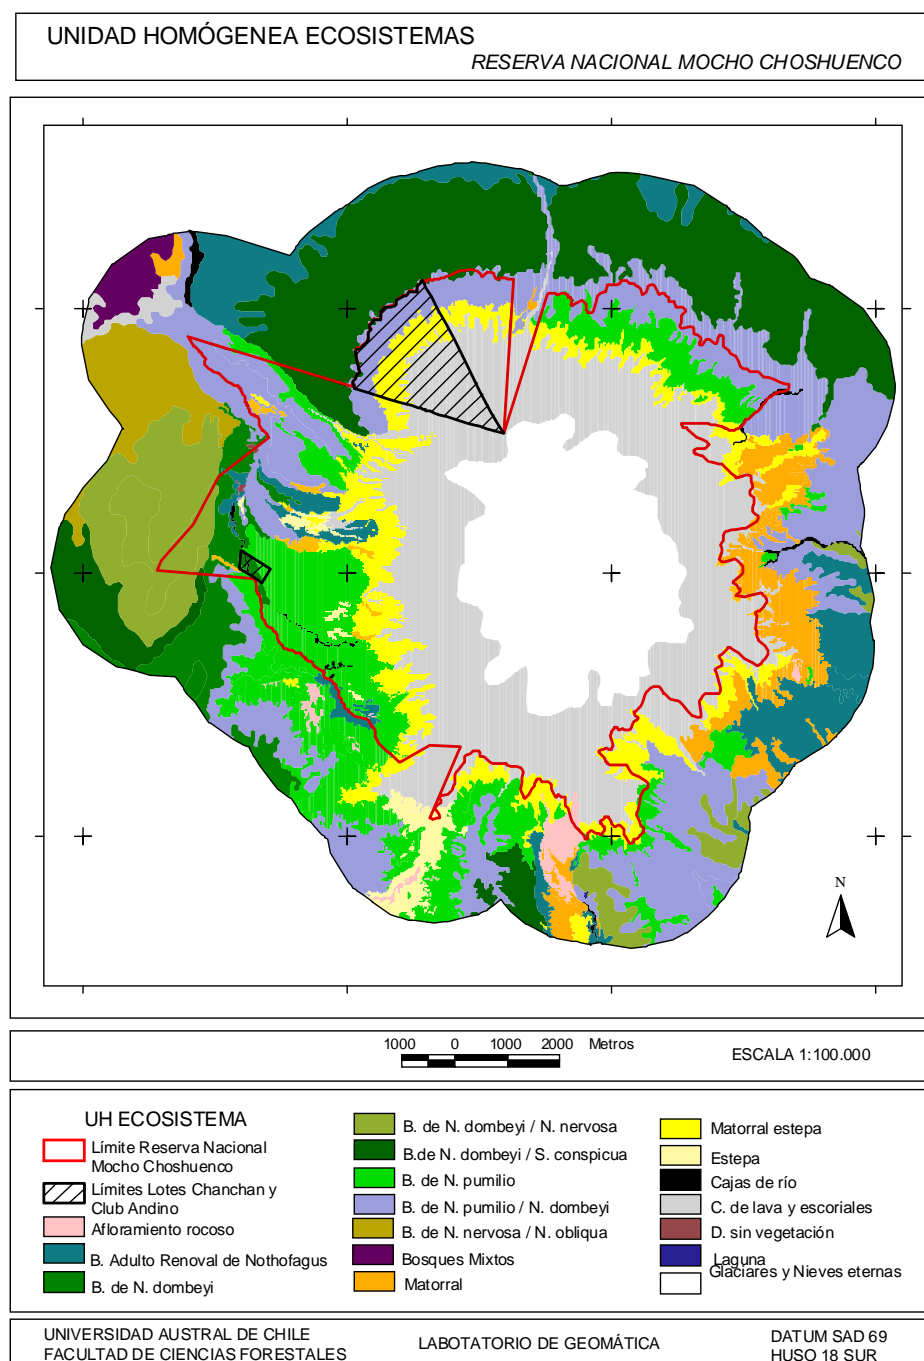 UNIDAD HOMÓGENEA ECOSISTEMAS
RESERVA NACIONAL MOCHO CHOSHUENCO
N
1000 0 1000 2000 Metros
ESCALA 1:100.000
UH ECOSISTEMA
Límite Reserva Nacional
Mocho Choshuenco
Límites Lotes Chanchan y
Club Andino
Afloramiento rocoso
B. Adulto Renoval de Nothofagus
B. de N. dombeyi
B. de N. dombeyi / N. nervosa
B.de N. dombeyi / S. conspicua
B. de N. pumilio
B. de N. pumilio / N. dombeyi
B. de N. nervosa / N. obliqua
Bosques Mixtos
Matorral
Matorral estepa
Estepa
Cajas de río
C. de lava y escoriales
D. sin vegetación
Laguna
Glaciares y Nieves eternas
UNIVERSIDAD AUSTRAL DE CHILE
FACULTAD DE CIENCIAS FORESTALES
LABOTATORIO DE GEOMÁTICA
DATUM SAD 69
HUSO 18 SUR